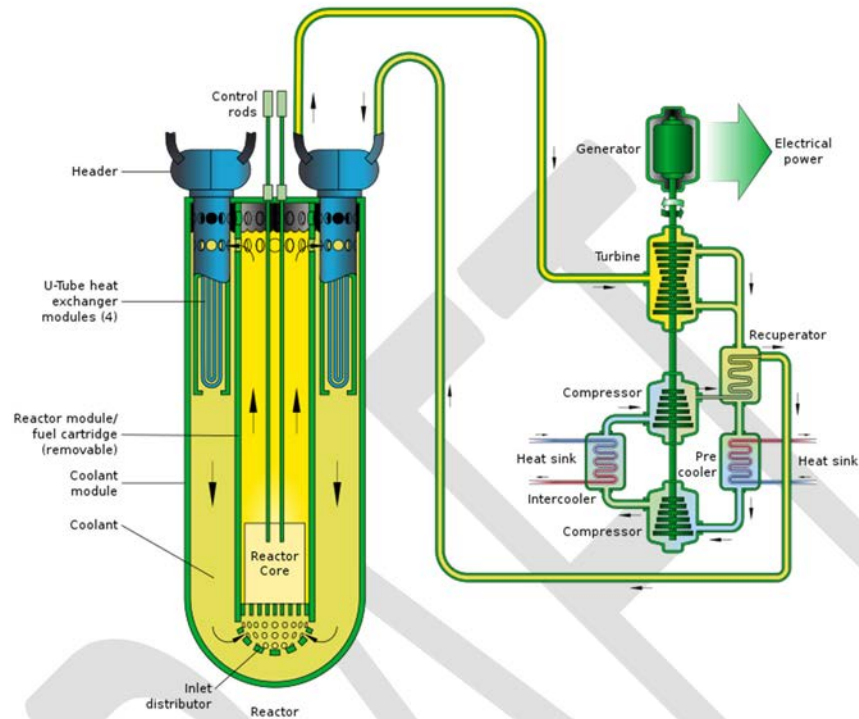 Control
rods
Header
U-Tube heat
exchanger
modules (4)
Reactor module/
fuel cartridge
(removable)
Coolant
module
Coolant
Reactor
Core
Inlet
distributor
Reactor
Generator
Electrical
power
Turbine
Recuperator
Compressor
Heat sink
Intercooler
Pre
cooler
Heat sink
Compressor